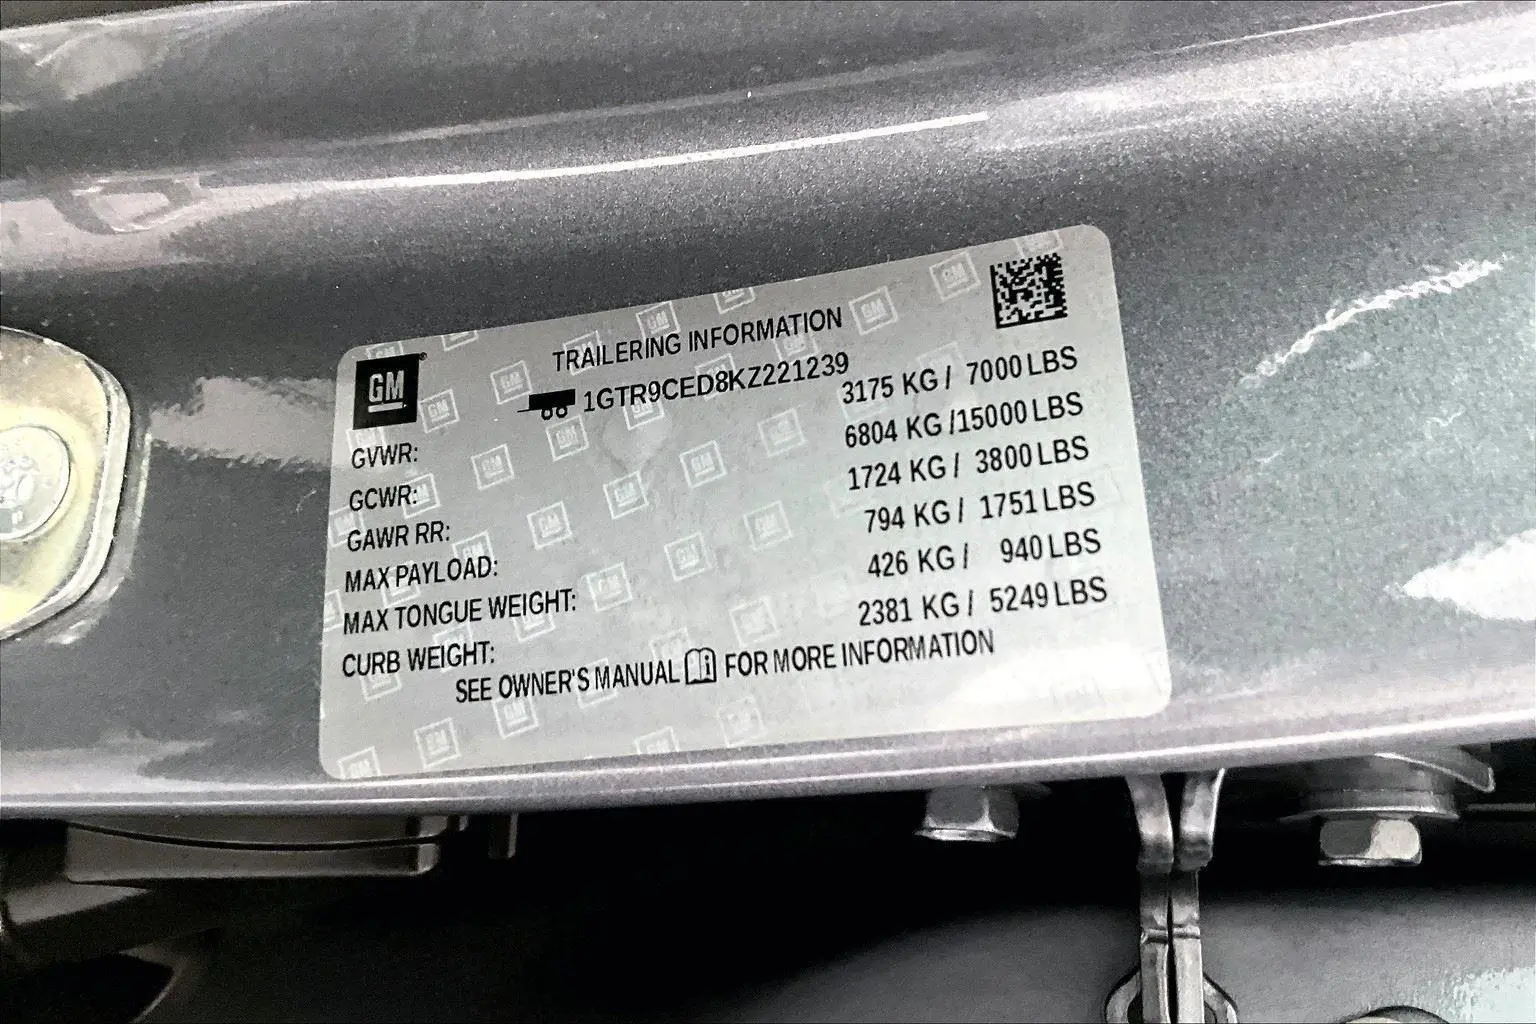 GM
TRAILERING INFORMATION
1GTR9CED8KZ221239
GVWR: 3175 KG / 7000 LBS
GCWR: 6804 KG /15000 LBS
GAWR RR: 1724 KG / 3800 LBS
MAX PAYLOAD: 794 KG / 1751 LBS
MAX TONGUE WEIGHT: 426 KG / 940 LBS
CURB WEIGHT: 2381 KG / 5249 LBS
SEE OWNER'S MANUAL FOR MORE INFORMATION